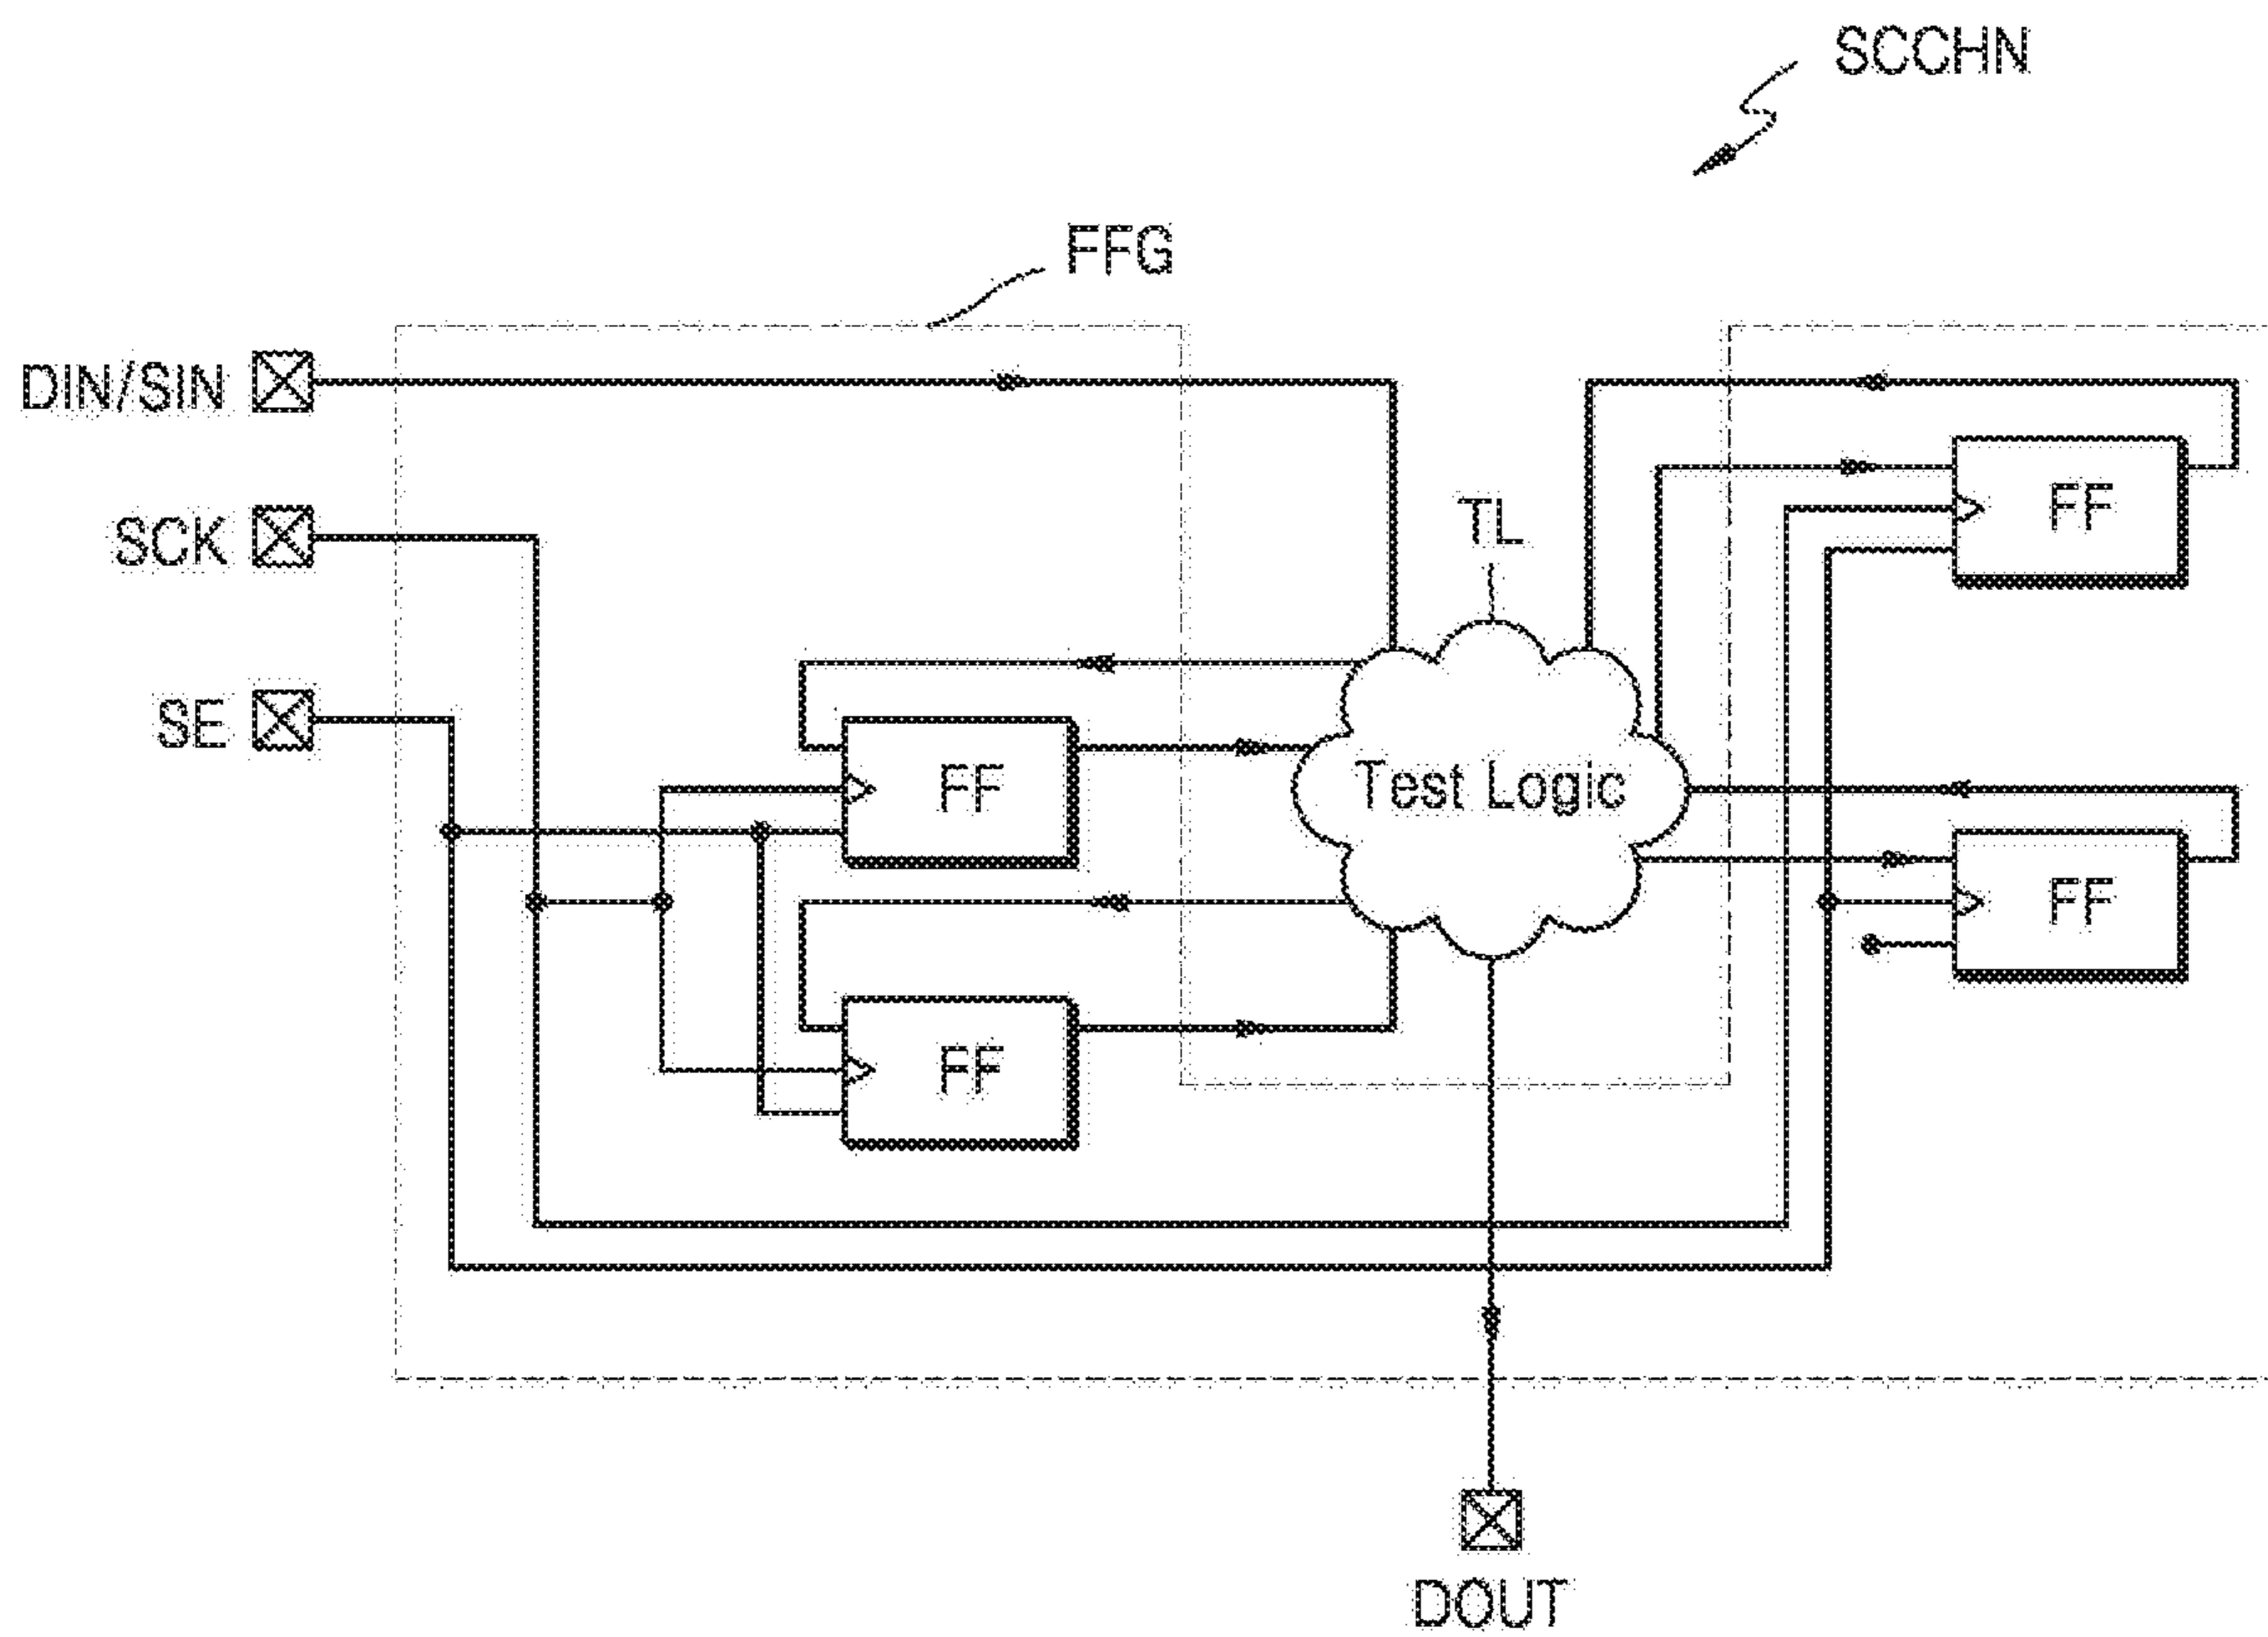 SCCHN
FFG
DIN/SIN
SCK
SE
TL
FF
FF
Test Logic
FF
FF
DOUT